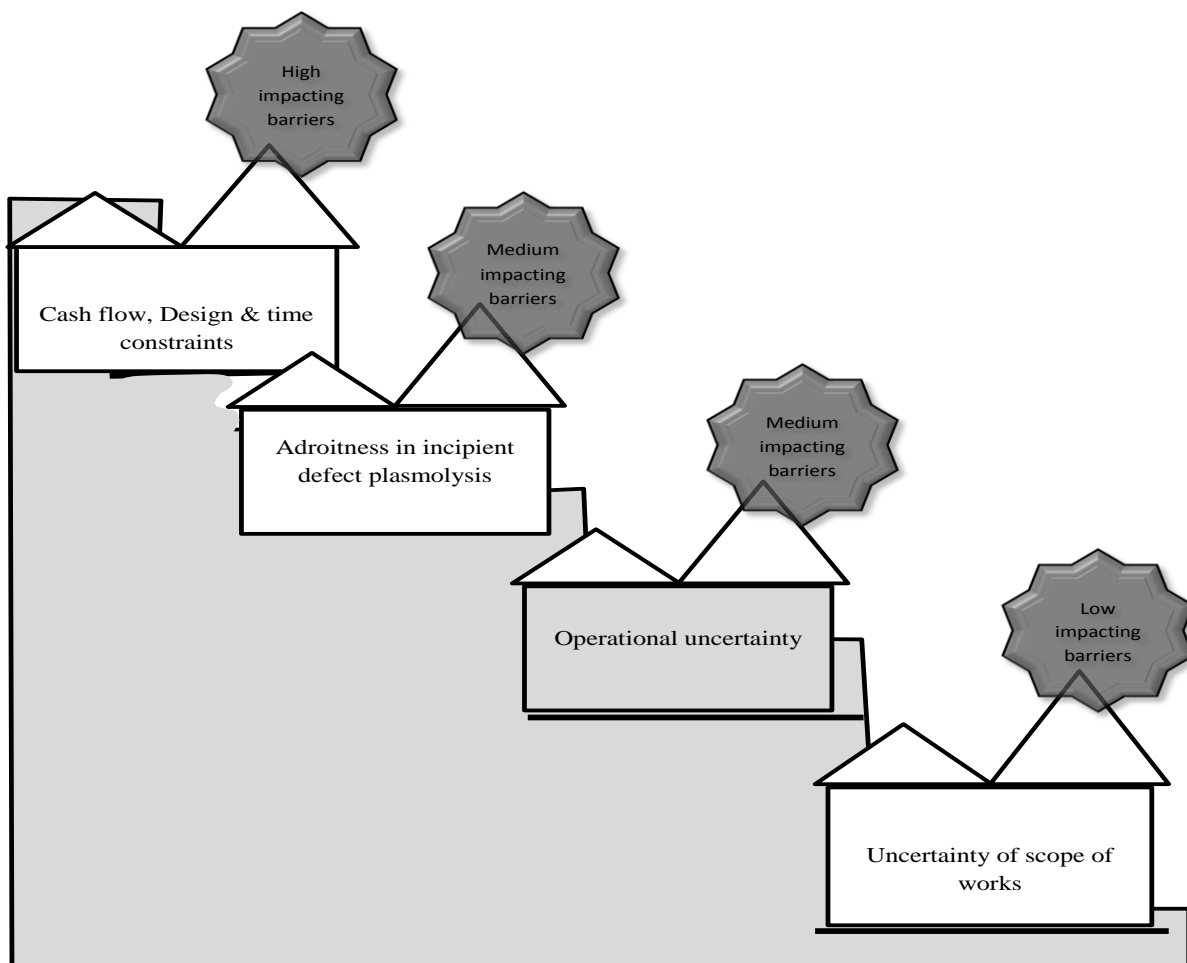 High
impacting
barriers
Cash flow, Design & time
constraints
Medium
impacting
barriers
Adroitness in incipient
defect plasmolysis
Medium
impacting
barriers
Operational uncertainty
Low
impacting
barriers
Uncertainty of scope of
works